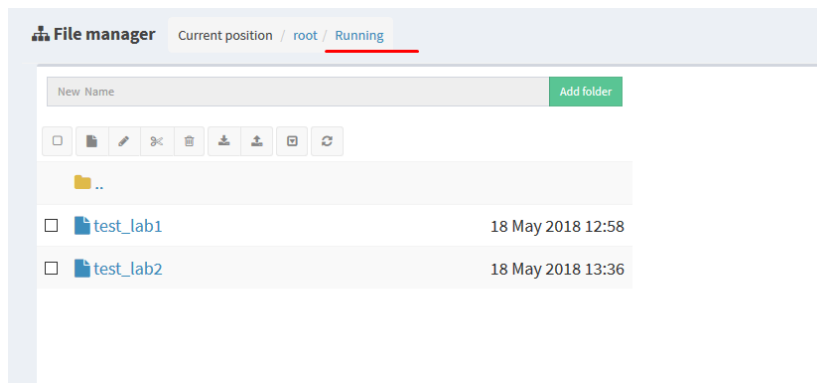 File manager Current position / root / Running
New Name Add folder
..
test_lab1 18 May 2018 12:58
test_lab2 18 May 2018 13:36